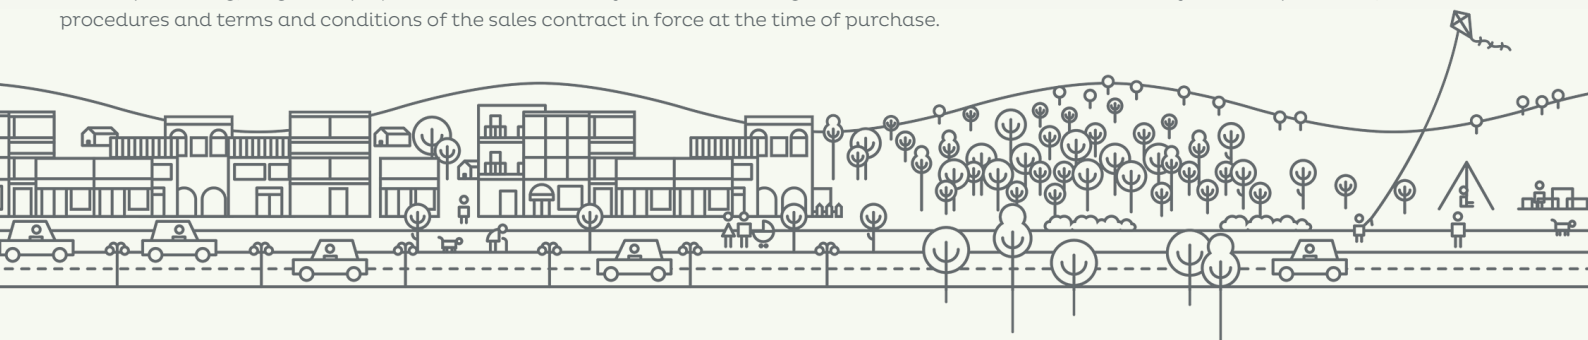 procedures and terms and conditions of the sales contract in force at the time of purchase.